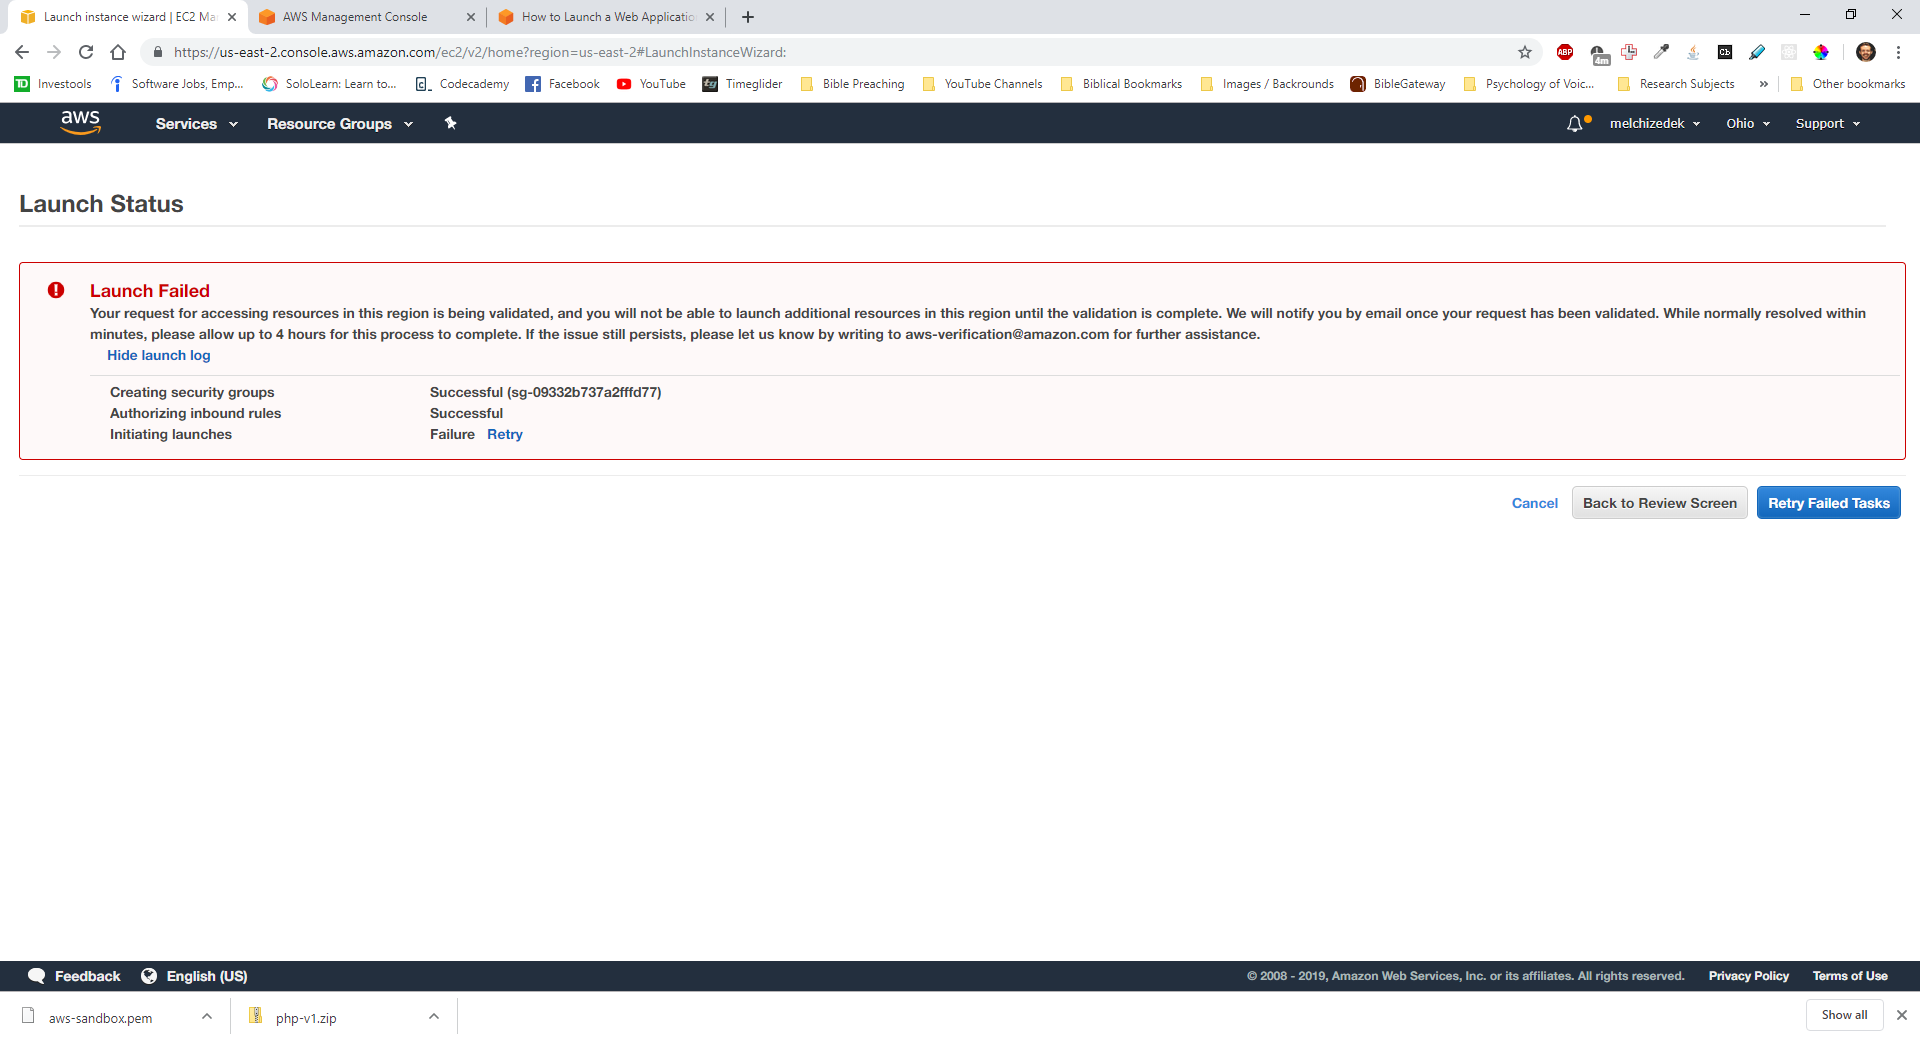 Launch instance wizard | EC2 Ma
AWS Management Console
How to Launch a Web Applicatio
https://us-east-2.console.aws.amazon.com/ec2/v2/home?region=us-east-2#LaunchInstanceWizard:
ABP
4m
Cb
Investools
Software Jobs, Emp...
SoloLearn: Learn to...
Codecademy
Facebook
YouTube
Timeglider
Bible Preaching
YouTube Channels
Biblical Bookmarks
Images / Backrounds
BibleGateway
Psychology of Voic...
Research Subjects
»
Other bookmarks
aws
Services
Resource Groups
melchizedek
Ohio
Support
Launch Status
Launch Failed
Your request for accessing resources in this region is being validated, and you will not be able to launch additional resources in this region until the validation is complete. We will notify you by email once your request has been validated. While normally resolved within
minutes, please allow up to 4 hours for this process to complete. If the issue still persists, please let us know by writing to aws-verification@amazon.com for further assistance.
Hide launch log
Creating security groups Successful (sg-09332b737a2fffd77)
Authorizing inbound rules Successful
Initiating launches Failure Retry
Cancel
Back to Review Screen
Retry Failed Tasks
Feedback
English (US)
© 2008 - 2019, Amazon Web Services, Inc. or its affiliates. All rights reserved.
Privacy Policy
Terms of Use
aws-sandbox.pem
php-v1.zip
Show all